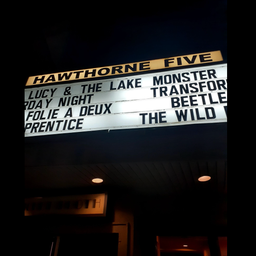 HAWTHORNE FIVE
LUCY & THE LAKE MONSTER
RDAY NIGHT TRANSFOR
FOLIE A DEUX BEETLE
PRENTICE THE WILD